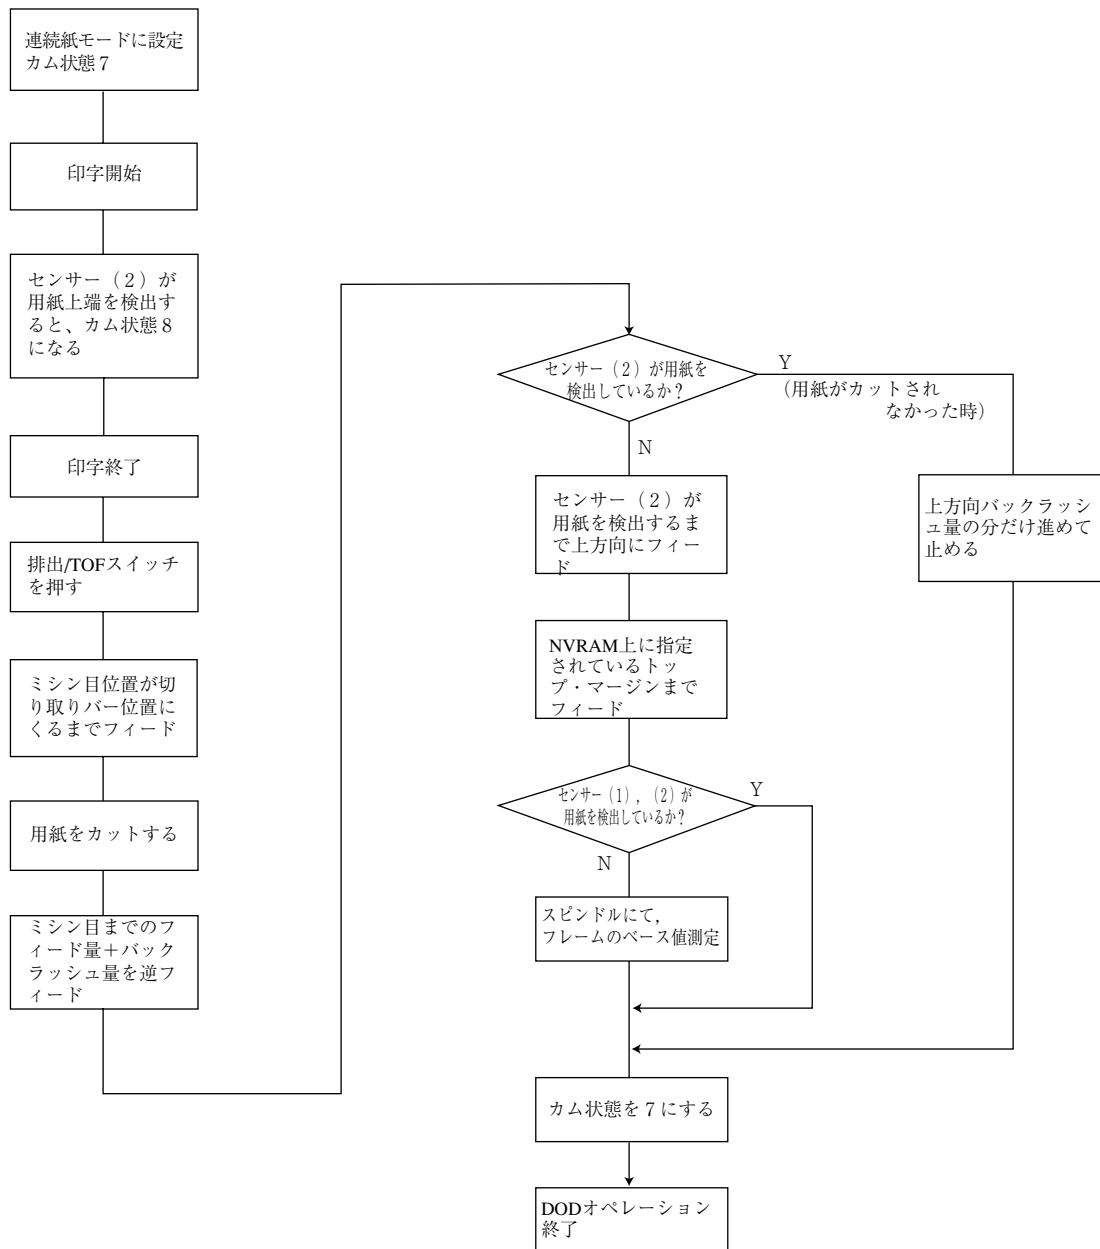 連続紙モードに設定
カム状態７
印字開始
センサー（２）が
用紙上端を検出す
ると、カム状態８
になる
印字終了
排出/TOFスイッチ
を押す
ミシン目位置が切
り取りバー位置に
くるまでフィード
用紙をカットする
ミシン目までのフ
ィード量＋バック
ラッシュ量を逆フ
ィード
センサー（２）が用紙を
検出しているか？
Y
（用紙がカットされ
なかった時）
N
センサー（２）が
用紙を検出するま
で上方向にフィー
ド
上方向バックラッシ
ュ量の分だけ進めて
止める
NVRAM上に指定
されているトッ
プ・マージンまで
フィード
センサー（1），（2）が
用紙を検出しているか？
Y
N
スピンドルにて，
フレームのベース値測定
カム状態を７にする
DODオペレーション
終了